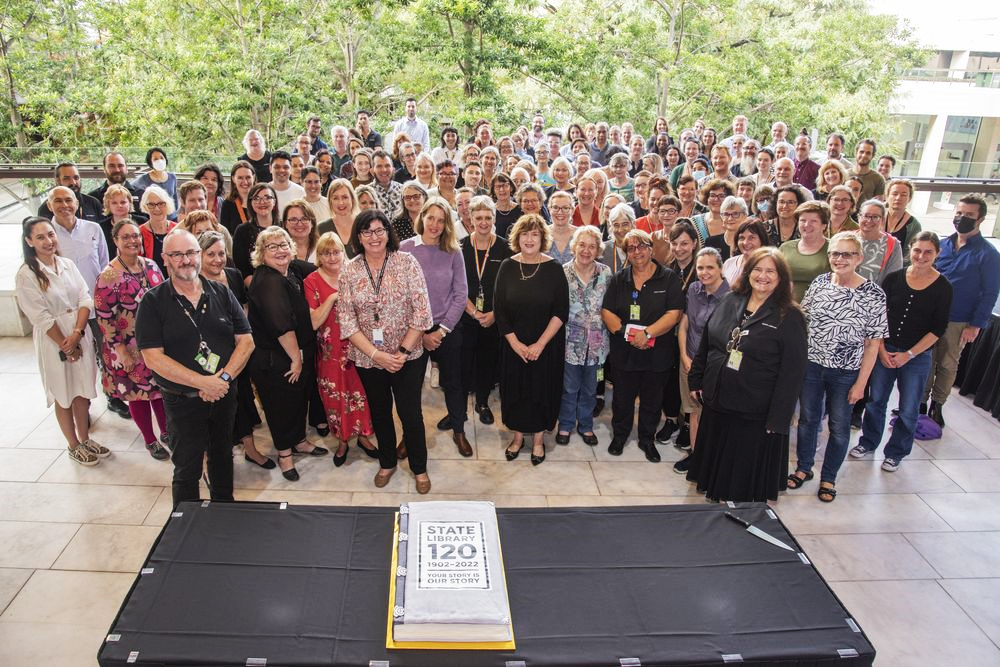 STATE
LIBRARY
120
1902–2022
YOUR STORY IS
OUR STORY